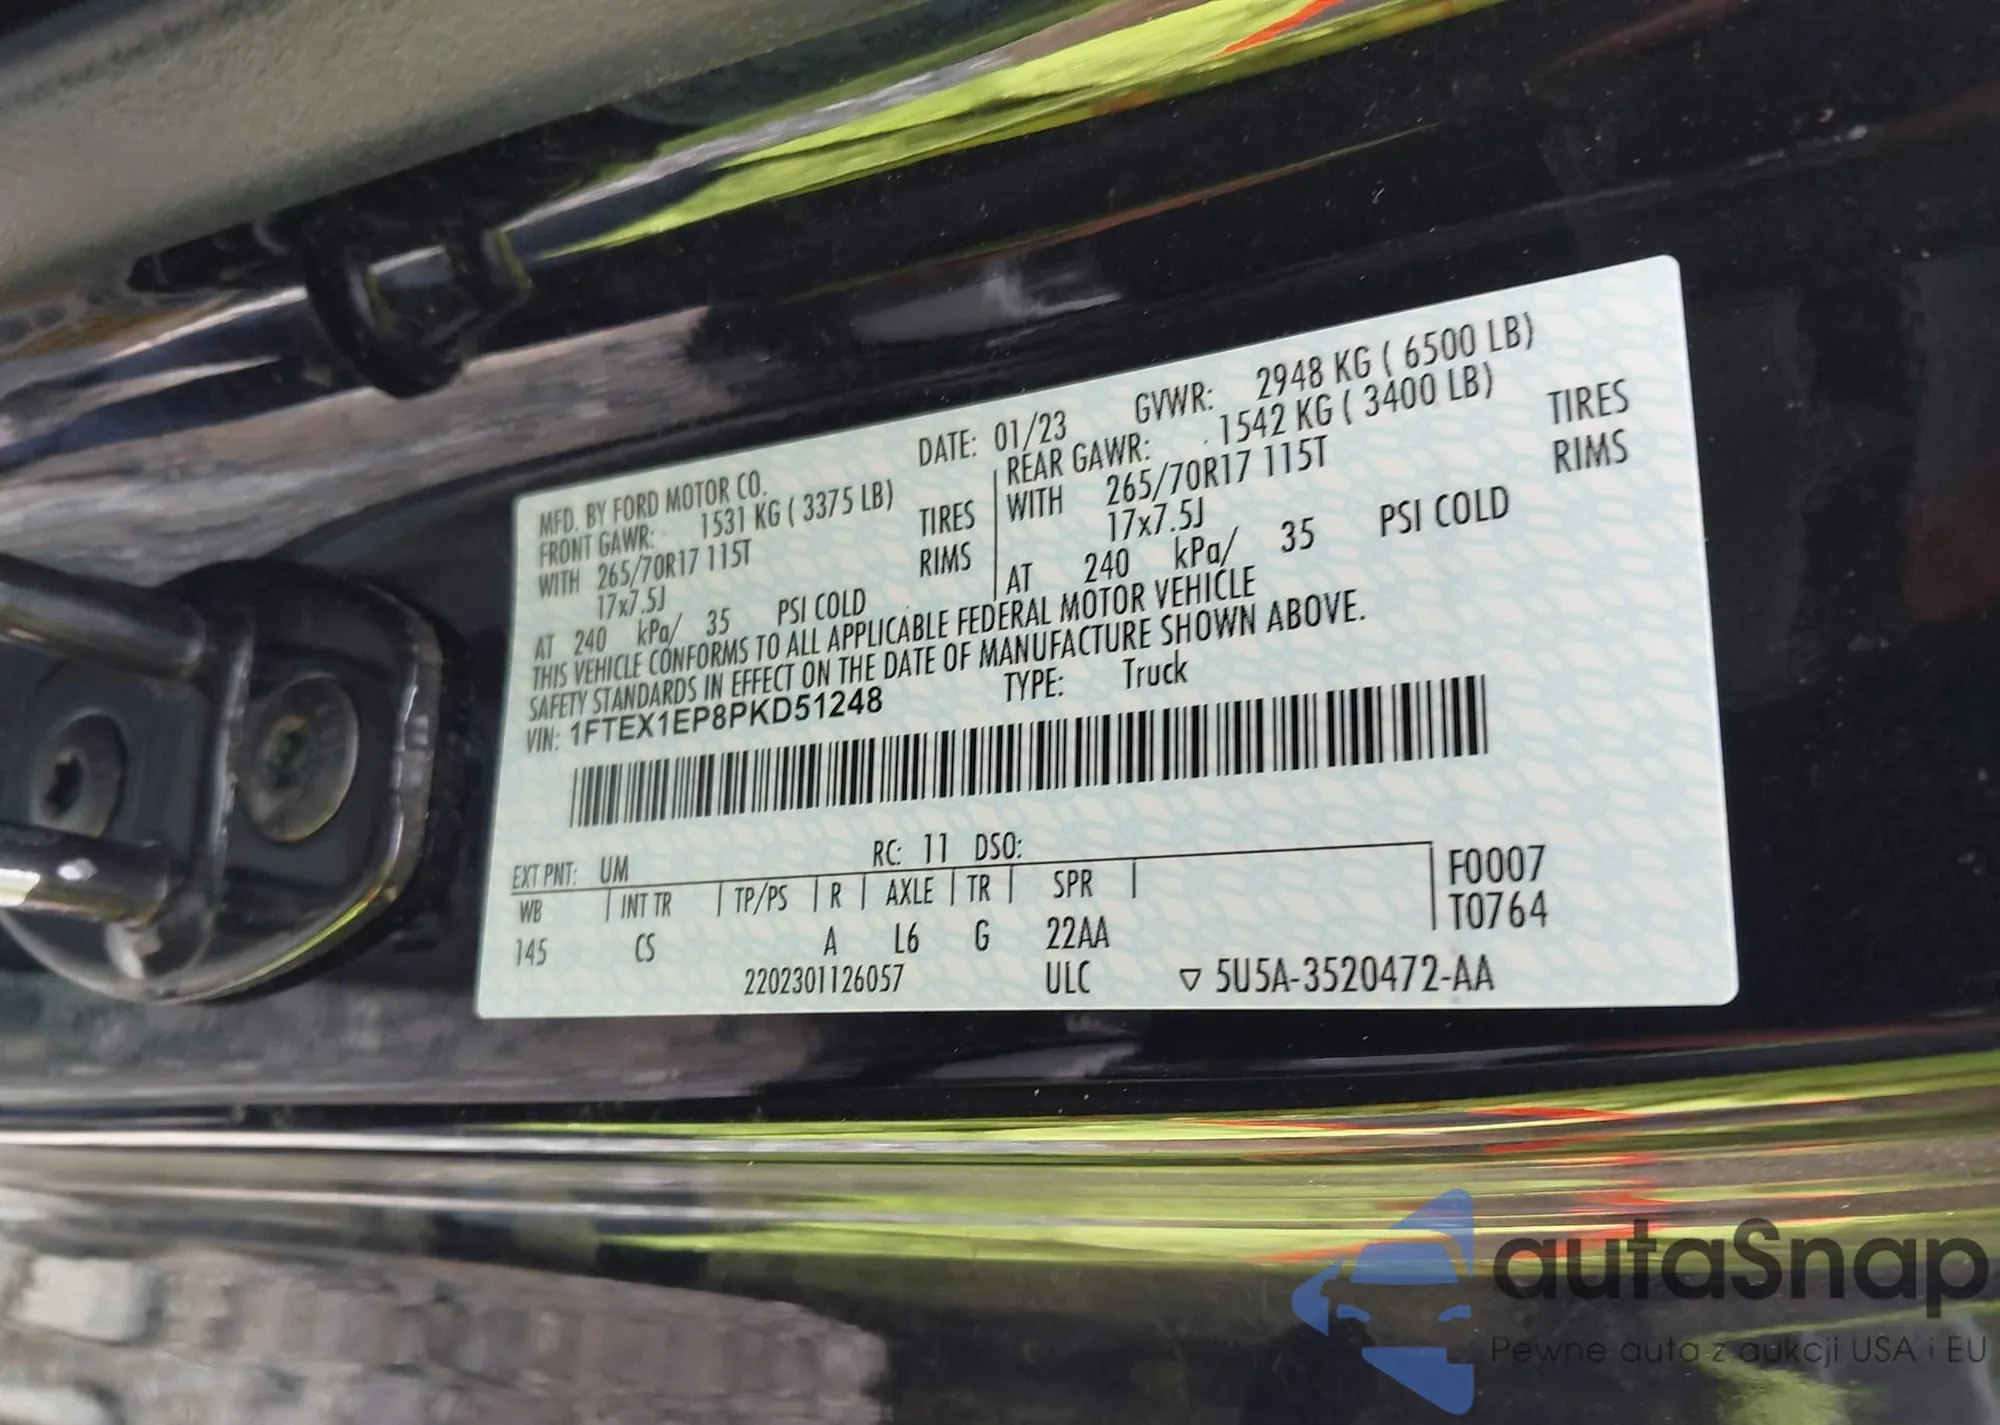 MFD. BY FORD MOTOR CO.
DATE: 01/23 GVWR: 2948 KG ( 6500 LB)
FRONT GAWR: 1531 KG ( 3375 LB)
WITH 265/70R17 115T TIRES
17x7.5J RIMS
AT 240 kPa/ 35 PSI COLD
REAR GAWR: 1542 KG ( 3400 LB)
WITH 265/70R17 115T TIRES
17x7.5J RIMS
AT 240 kPa/ 35 PSI COLD
THIS VEHICLE CONFORMS TO ALL APPLICABLE FEDERAL MOTOR VEHICLE
SAFETY STANDARDS IN EFFECT ON THE DATE OF MANUFACTURE SHOWN ABOVE.
VIN: 1FTEX1EP8PKD51248 TYPE: Truck
EXT PNT: UM RC: 11 DSO:
WB INT TR TP/PS R AXLE TR SPR
145 CS A L6 G 22AA
F0007
T0764
2202301126057 ULC ▽ 5U5A-3520472-AA
autaSnap
Pewne auta z aukcji USA i EU